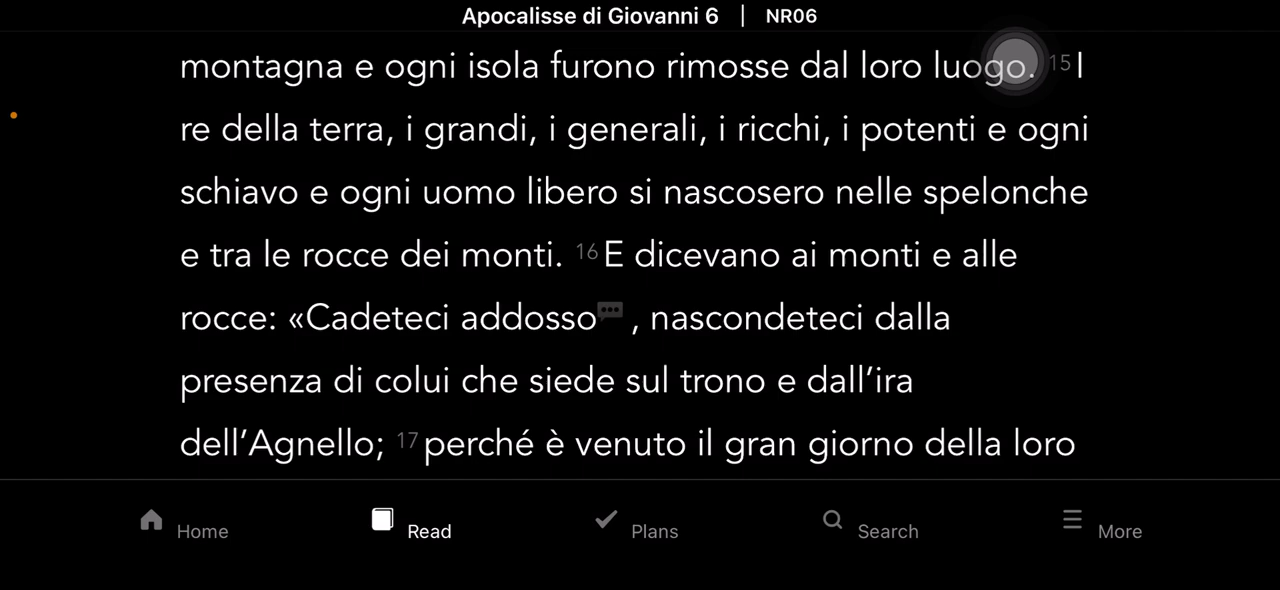 Apocalisse di Giovanni 6 | NR06
montagna e ogni isola furono rimosse dal loro luogo. 15 I
re della terra, i grandi, i generali, i ricchi, i potenti e ogni
schiavo e ogni uomo libero si nascosero nelle spelonche
e tra le rocce dei monti. 16 E dicevano ai monti e alle
rocce: «Cadeteci addosso , nascondeteci dalla
presenza di colui che siede sul trono e dall’ira
dell’Agnello; 17 perché è venuto il gran giorno della loro
Home Read Plans Search More